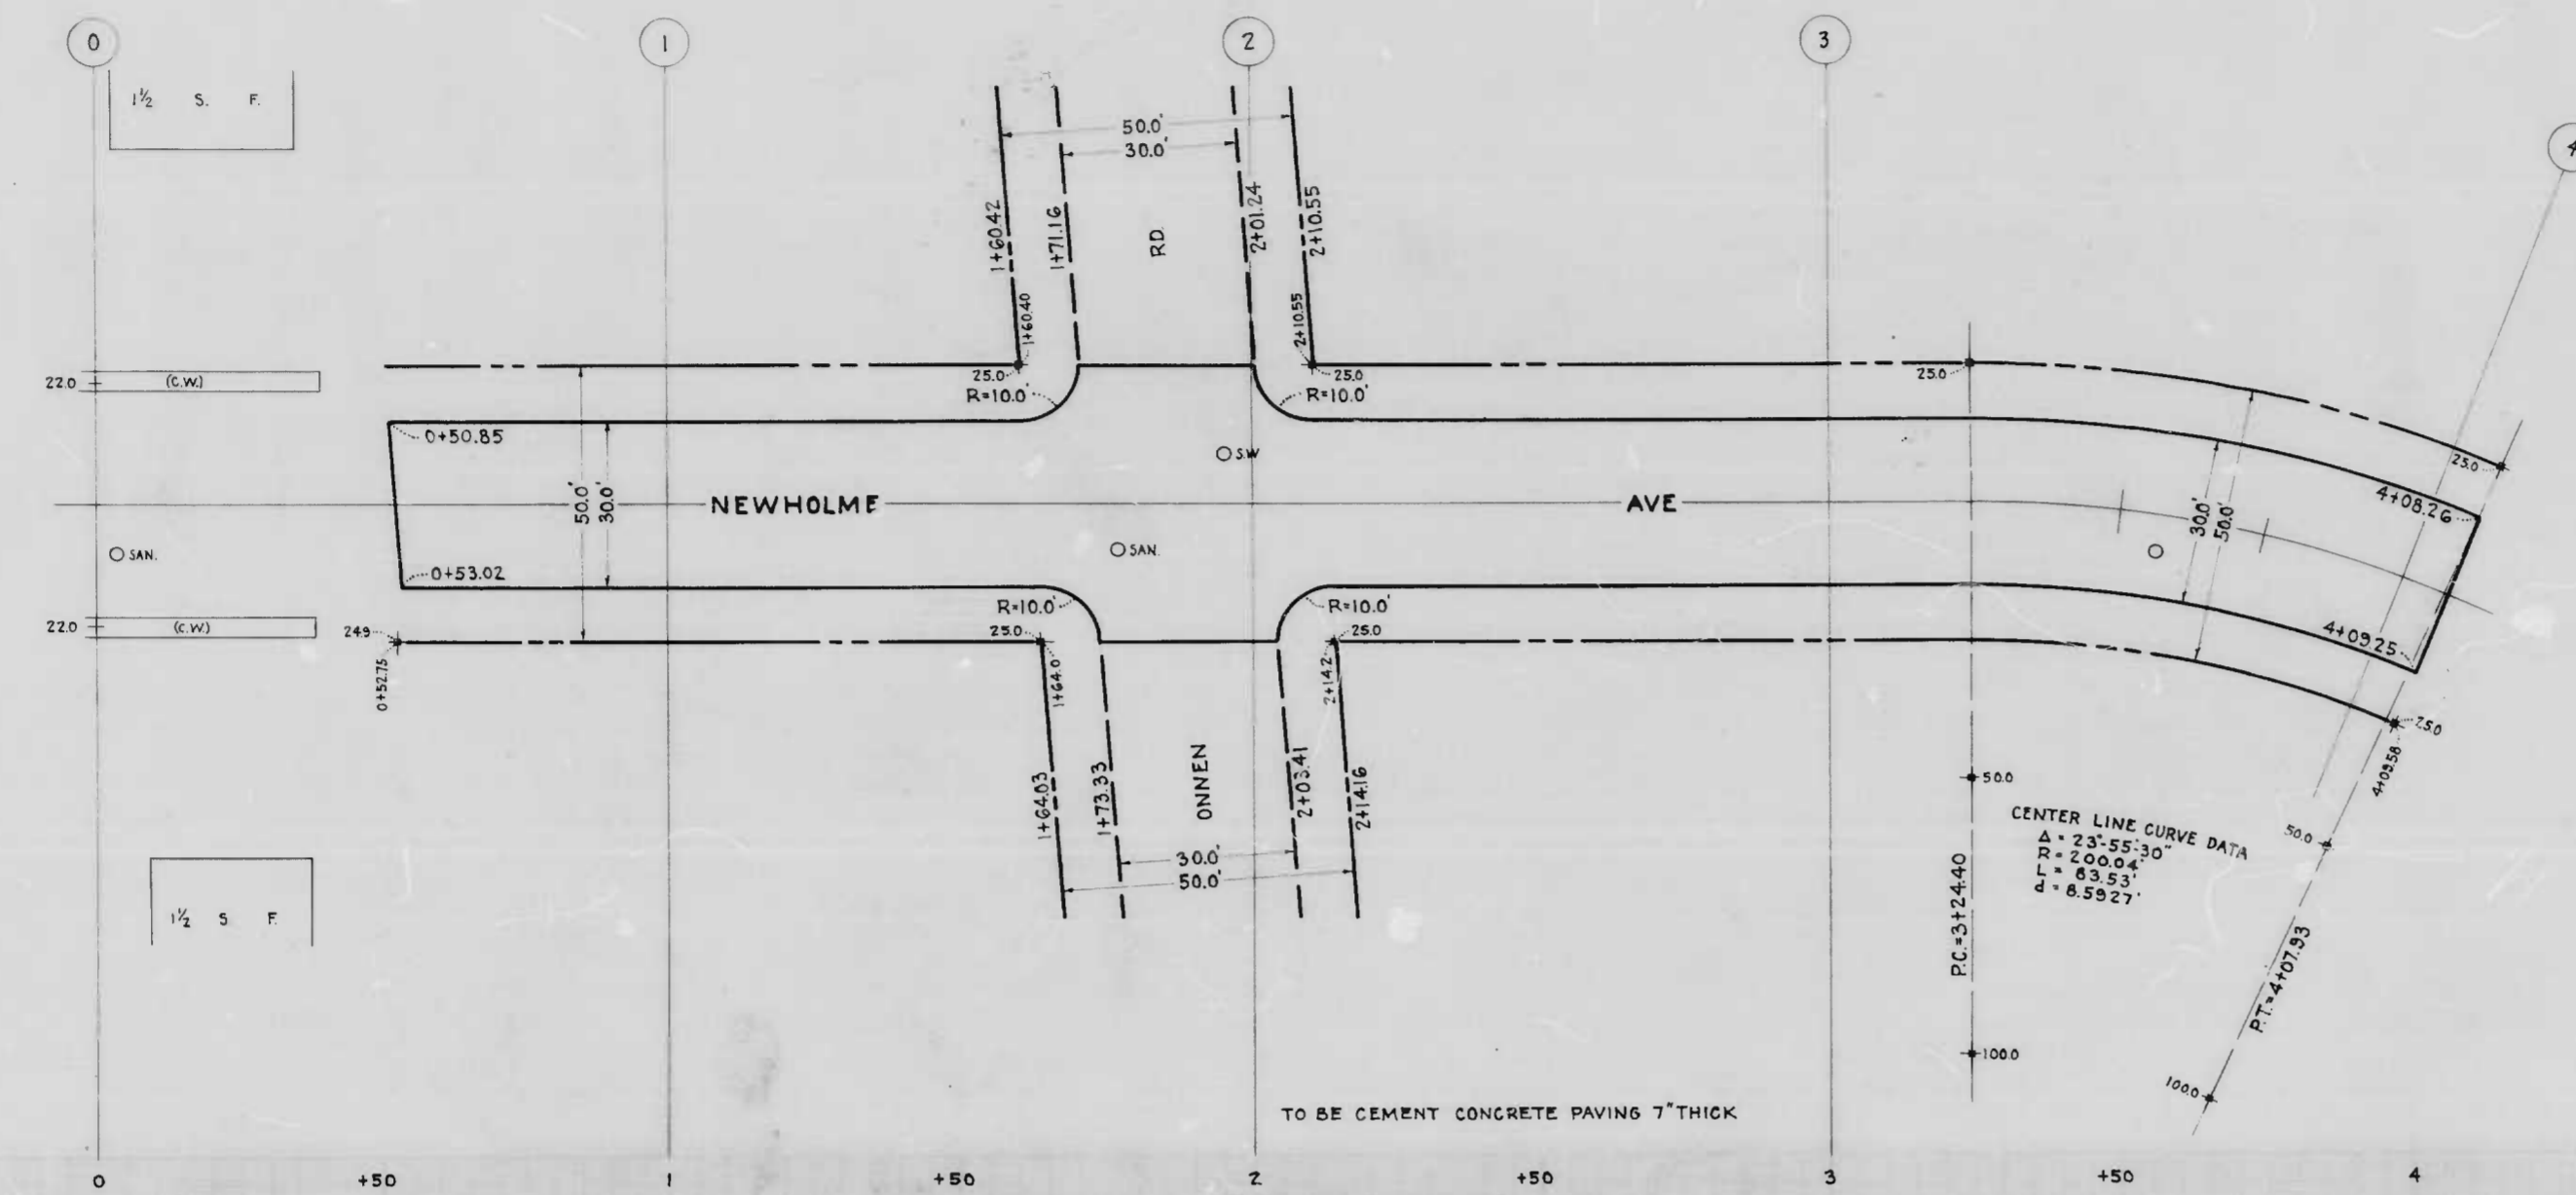 0
1
2
3
4
1½ S. F.
50.0'
30.0'
1+60.42
1+71.16
RD.
2+01.24
2+10.55
1+60.40
2+10.55
22.0
(C.W.)
25.0
25.0
25.0
R=10.0'
R=10.0'
0+50.85
S.W
25.0
4+08.26
50.0'
30.0'
NEWHOLME AVE
30.0'
50.0'
SAN.
SAN.
0+53.02
R=10.0'
R=10.0'
22.0
(C.W.)
24.9
25.0
25.0
4+09.25
0+52.75
1+64.0
2+14.2
25.0
4+09.58
1+64.03
1+73.33
ONNEN
2+03.41
2+14.16
50.0
CENTER LINE CURVE DATA
Δ = 23°-55'-30"
R = 200.04'
L = 83.53'
d = 8.5927'
50.0
30.0'
50.0'
1½ S F.
P.C.=3+24.40
P.T.=4+07.93
100.0
100.0
TO BE CEMENT CONCRETE PAVING 7" THICK
0 +50 1 +50 2 +50 3 +50 4